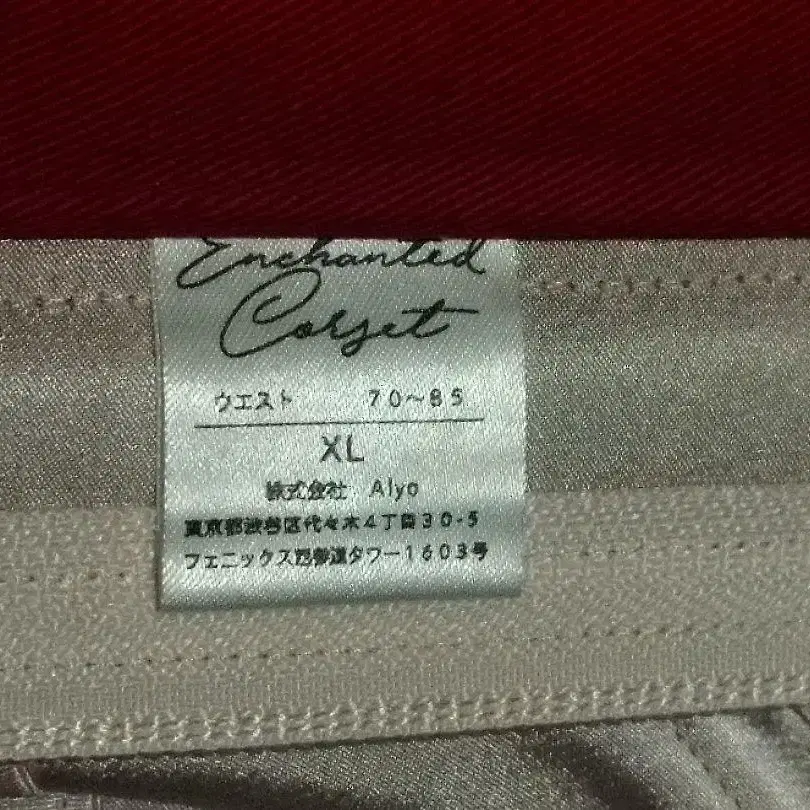 Enchanted
Corset
ウエスト 70～85
XL
株式会社 Alyo
東京都渋谷区代々木4丁目30-5
フェニックス西参道タワー1603号